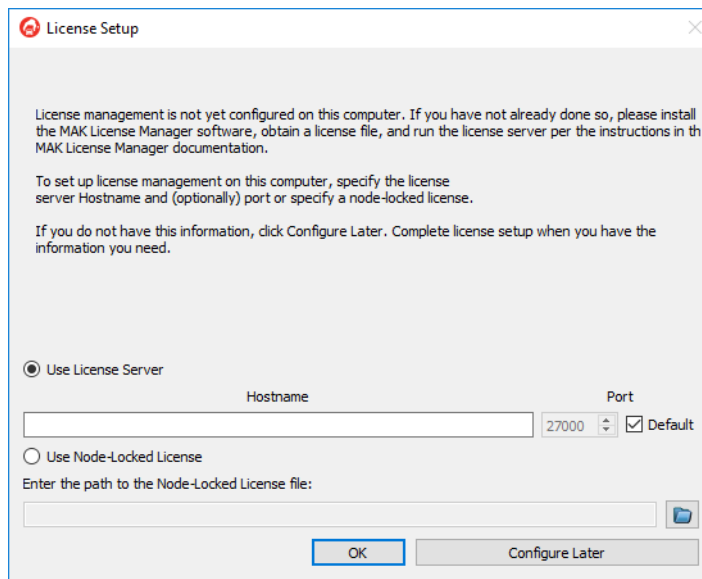 License Setup
License management is not yet configured on this computer. If you have not already done so, please install
the MAK License Manager software, obtain a license file, and run the license server per the instructions in th
MAK License Manager documentation.
To set up license management on this computer, specify the license
server Hostname and (optionally) port or specify a node-locked license.
If you do not have this information, click Configure Later. Complete license setup when you have the
information you need.
Use License Server
Hostname Port
27000 Default
Use Node-Locked License
Enter the path to the Node-Locked License file:
OK Configure Later